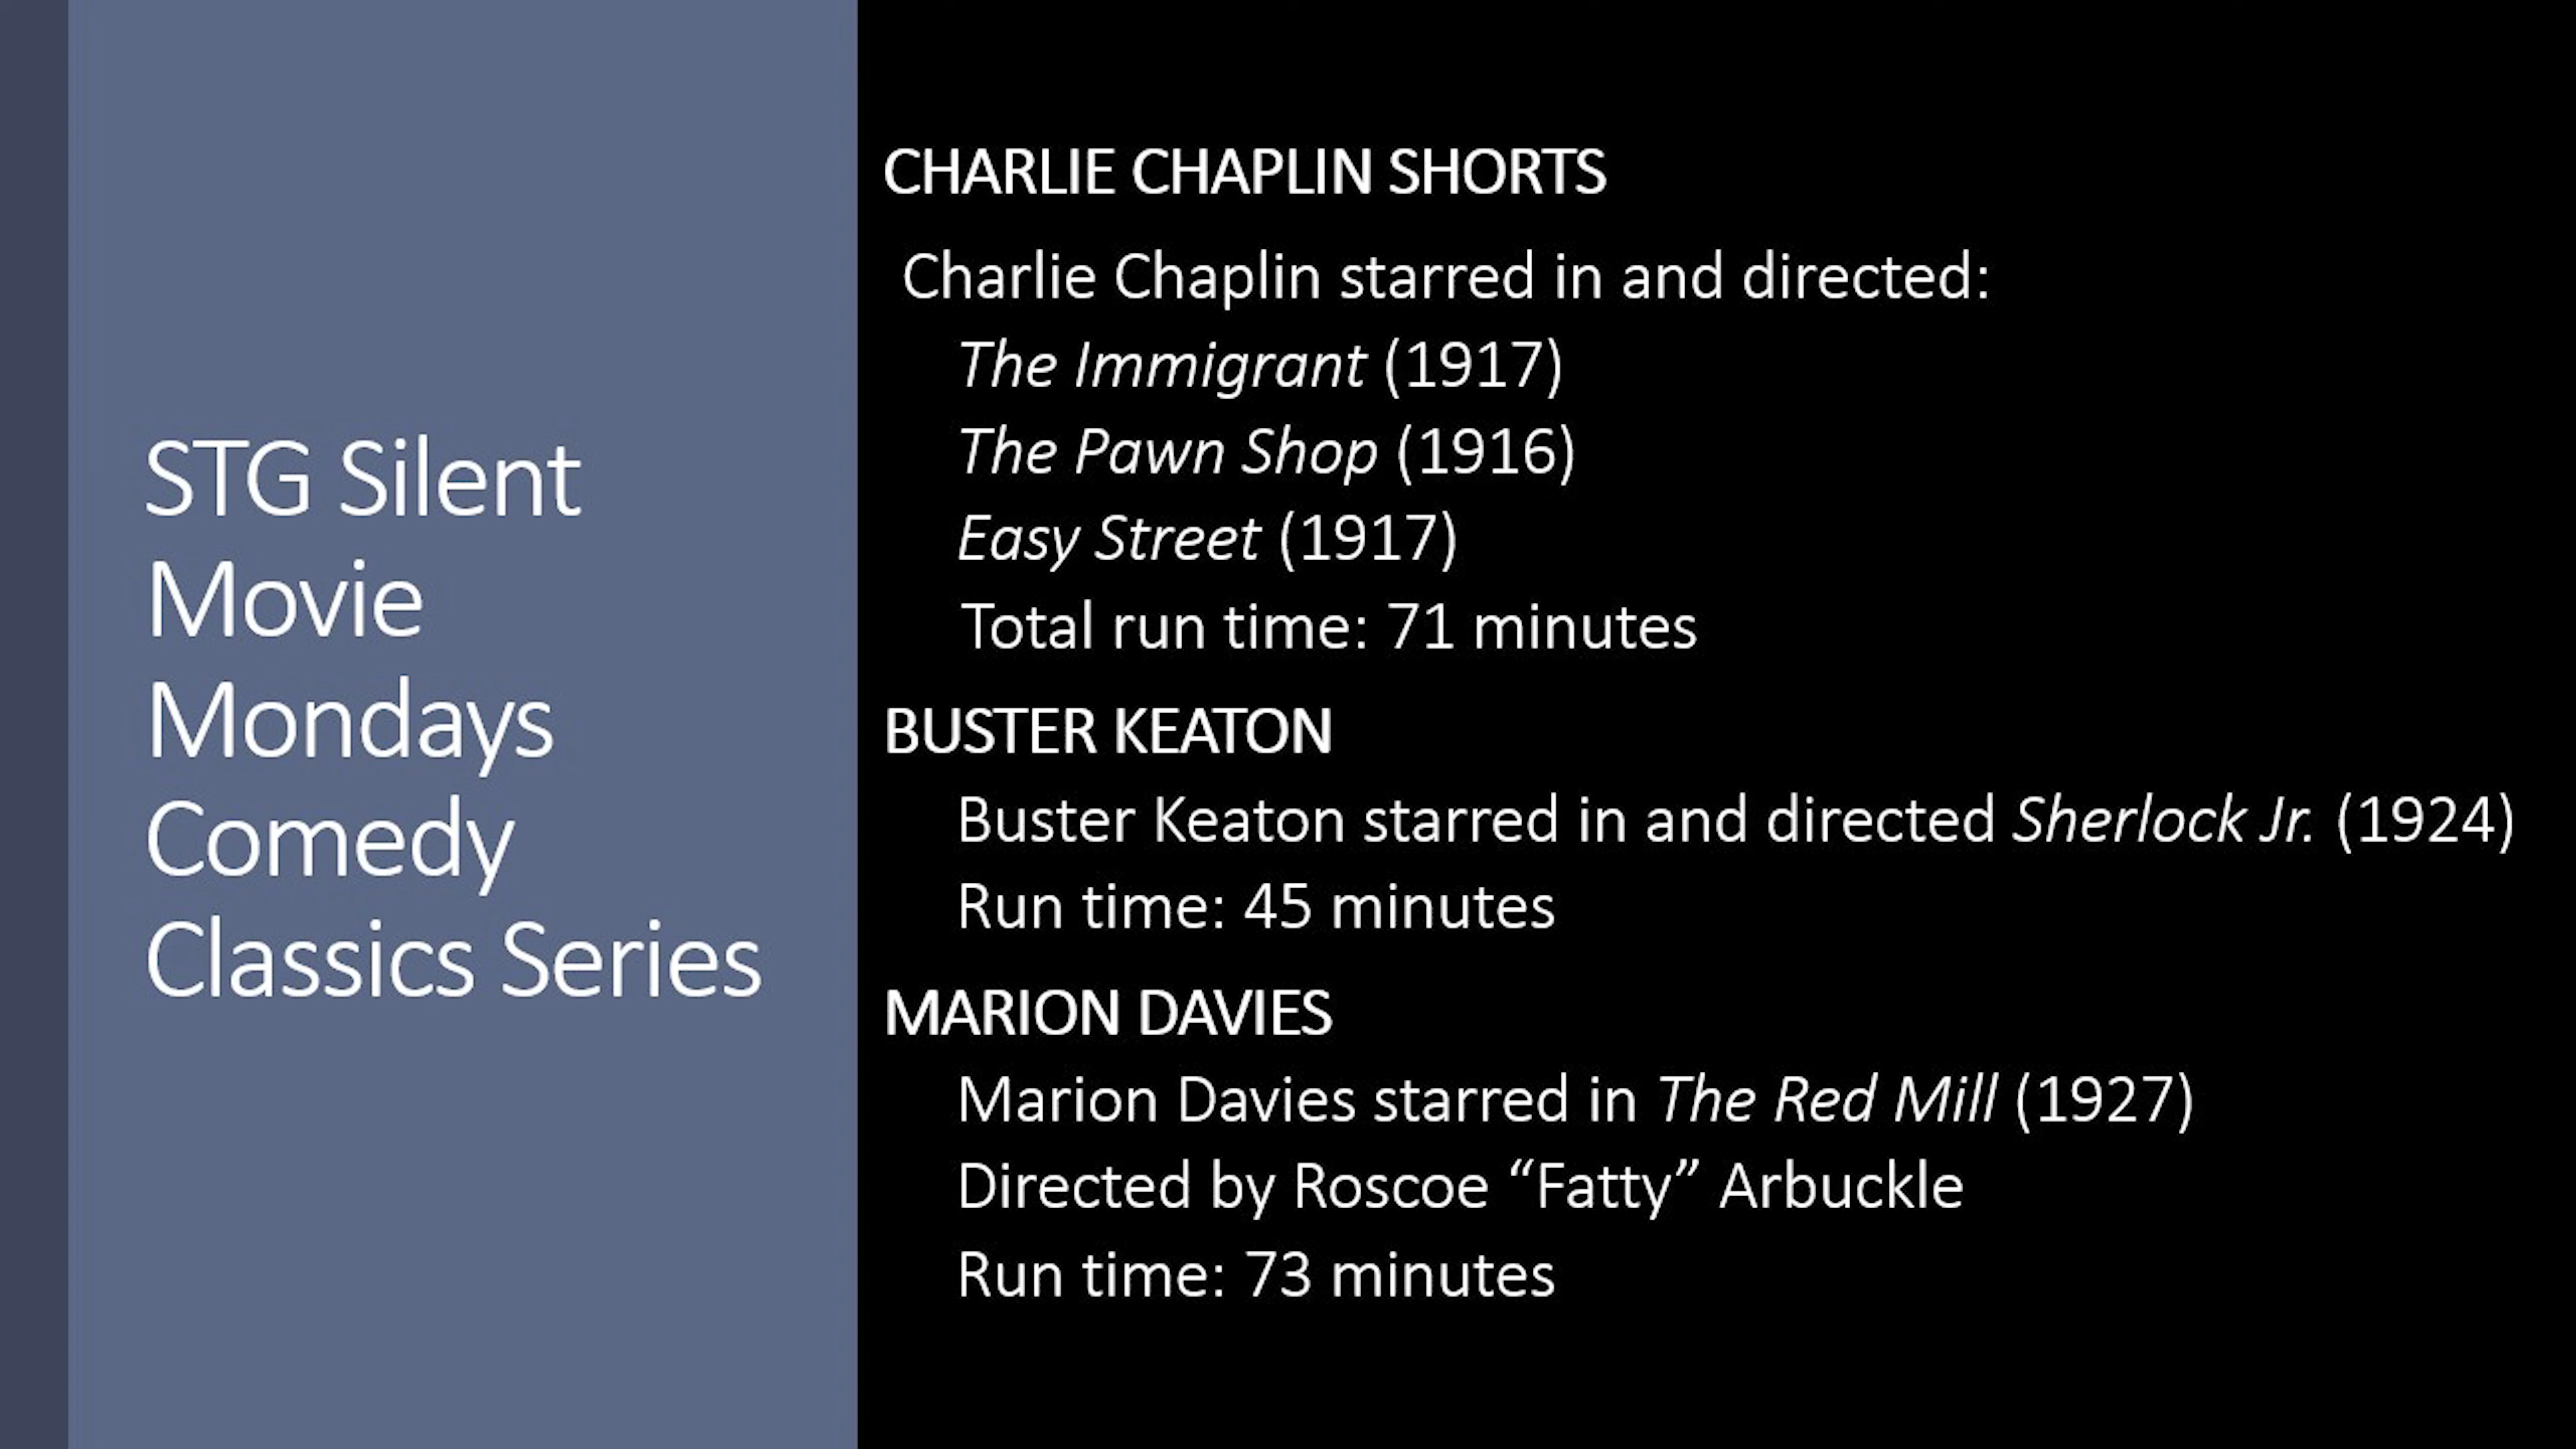 STG Silent
Movie
Mondays
Comedy
Classics Series
CHARLIE CHAPLIN SHORTS
Charlie Chaplin starred in and directed:
The Immigrant (1917)
The Pawn Shop (1916)
Easy Street (1917)
Total run time: 71 minutes
BUSTER KEATON
Buster Keaton starred in and directed Sherlock Jr. (1924)
Run time: 45 minutes
MARION DAVIES
Marion Davies starred in The Red Mill (1927)
Directed by Roscoe “Fatty” Arbuckle
Run time: 73 minutes